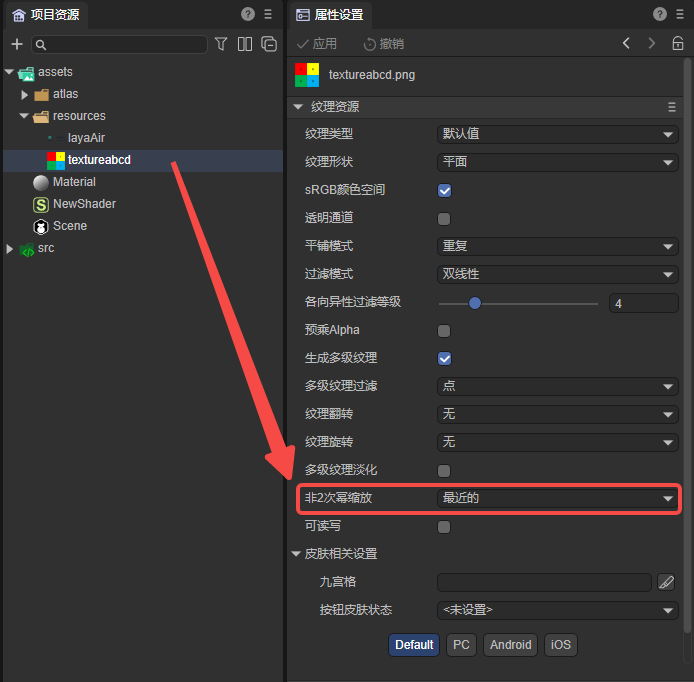 项目资源
assets
atlas
resources
layaAir
textureabcd
Material
NewShader
Scene
src
属性设置
应用
撤销
textureabcd.png
纹理资源
纹理类型 默认值
纹理形状 平面
sRGB颜色空间
透明通道
平铺模式 重复
过滤模式 双线性
各向异性过滤等级 4
预乘Alpha
生成多级纹理
多级纹理过滤 点
纹理翻转 无
纹理旋转 无
多级纹理淡化
非2次幂缩放 最近的
可读写
皮肤相关设置
九宫格
按钮皮肤状态 <未设置>
Default PC Android iOS